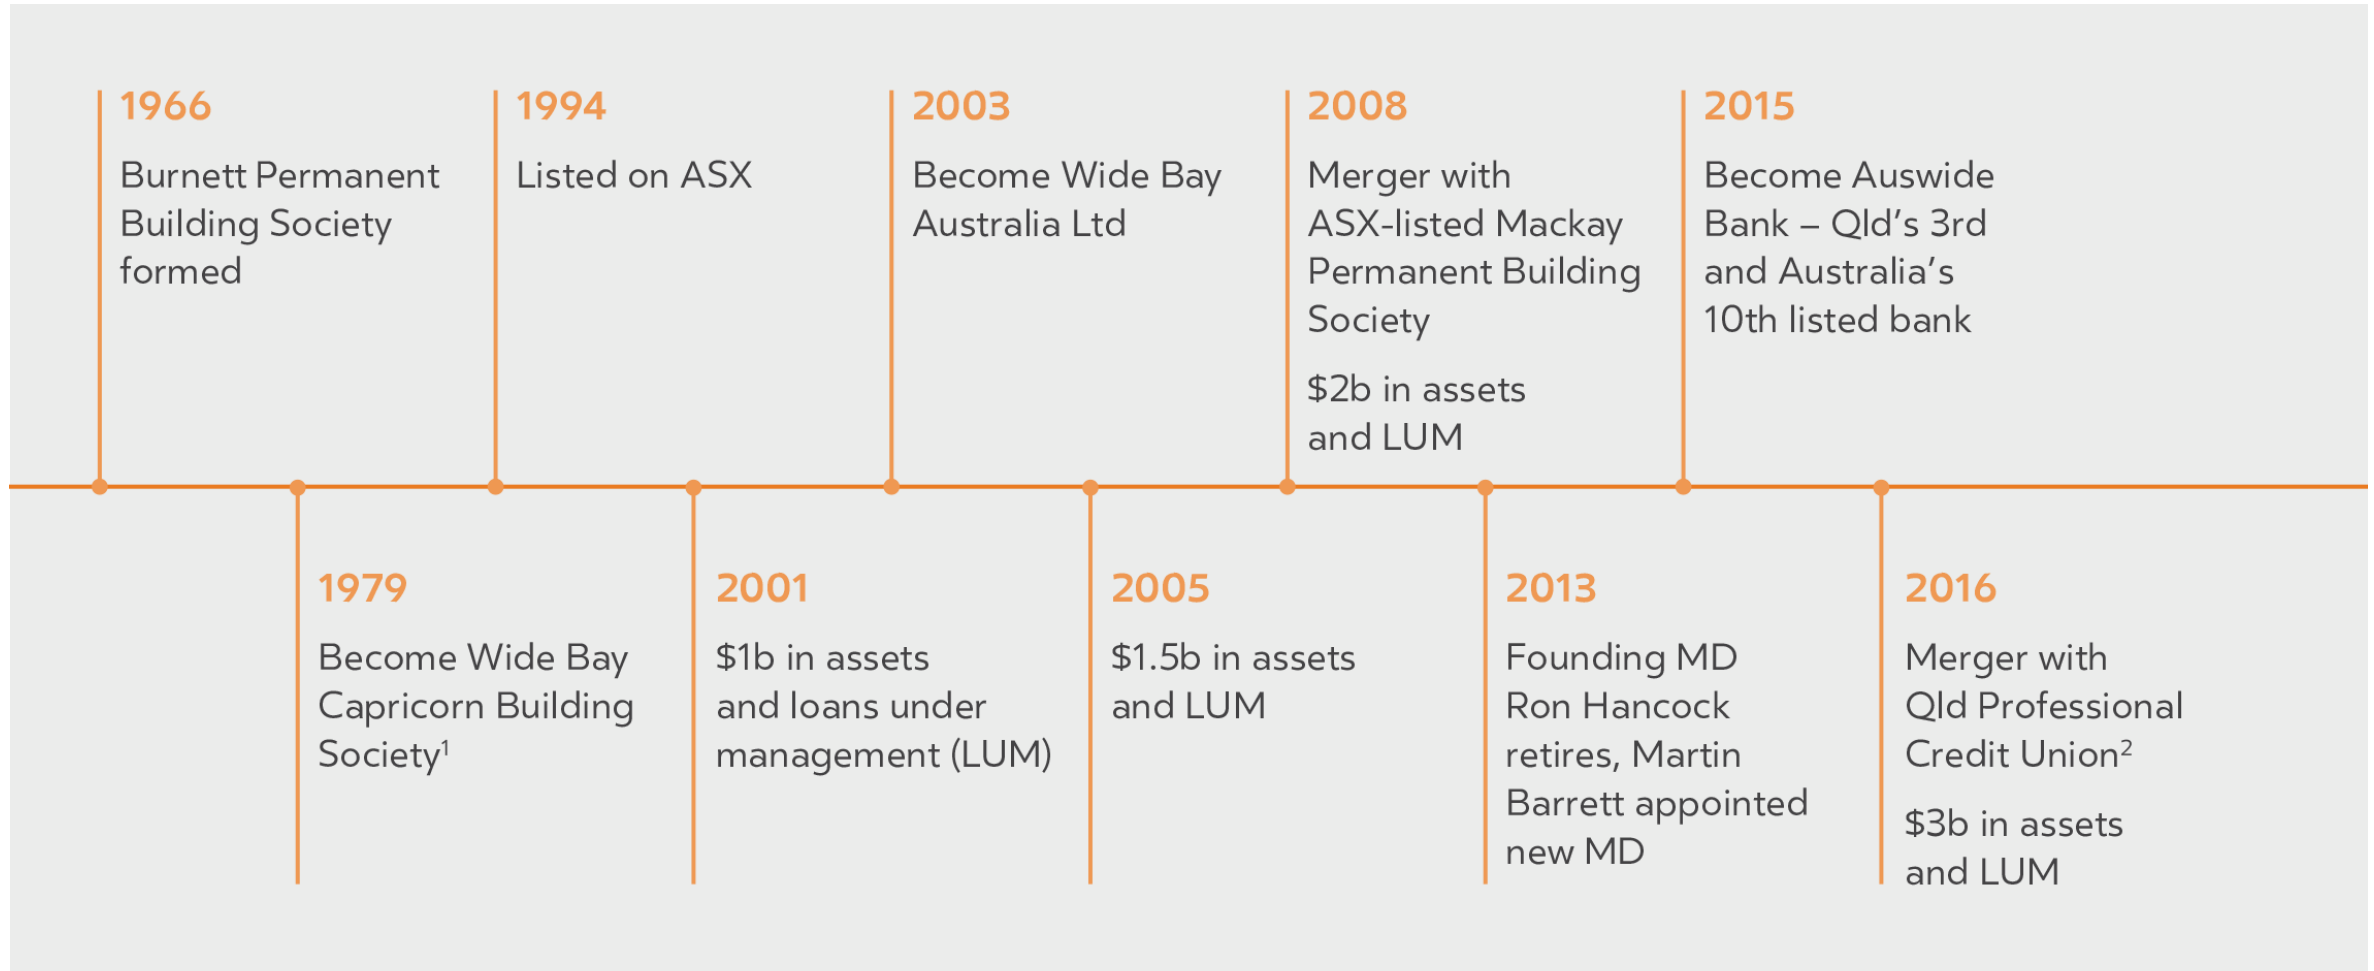 1966
Burnett Permanent
Building Society
formed
1979
Become Wide Bay
Capricorn Building
Society¹
1994
Listed on ASX
2001
$1b in assets
and loans under
management (LUM)
2003
Become Wide Bay
Australia Ltd
2005
$1.5b in assets
and LUM
2008
Merger with
ASX-listed Mackay
Permanent Building
Society
$2b in assets
and LUM
2013
Founding MD
Ron Hancock
retires, Martin
Barrett appointed
new MD
2015
Become Auswide
Bank – Qld’s 3rd
and Australia’s
10th listed bank
2016
Merger with
Qld Professional
Credit Union²
$3b in assets
and LUM